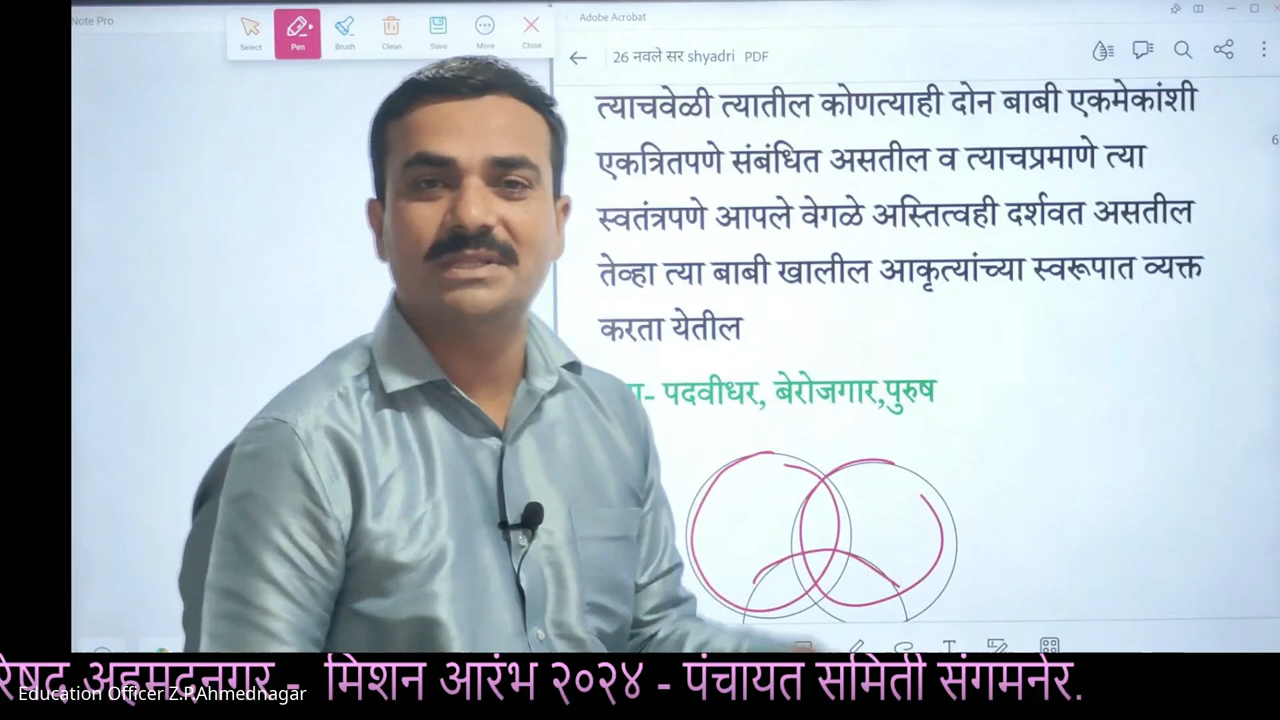 Note Pro
Select
Pen
Brush
Clean
Save
More
Close
Adobe Acrobat
26 नवले सर shyadri PDF
त्याचवेळी त्यातील कोणत्याही दोन बाबी एकमेकांशी
एकत्रितपणे संबंधित असतील व त्याचप्रमाणे त्या
स्वतंत्रपणे आपले वेगळे अस्तित्वही दर्शवत असतील
तेव्हा त्या बाबी खालील आकृत्यांच्या स्वरूपात व्यक्त
करता येतील
पदवीधर, बेरोजगार,पुरुष
6
अहमदनगर - मिशन आरंभ २०२४ - पंचायत समिती संगमनेर.
Education Officer Z.P.Ahmednagar